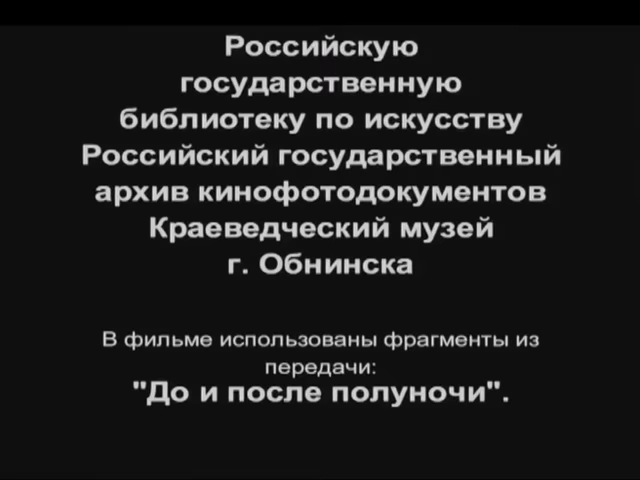 Российскую
государственную
библиотеку по искусству
Российский государственный
архив кинофотодокументов
Краеведческий музей
г. Обнинска
В фильме использованы фрагменты из
передачи:
"До и после полуночи".